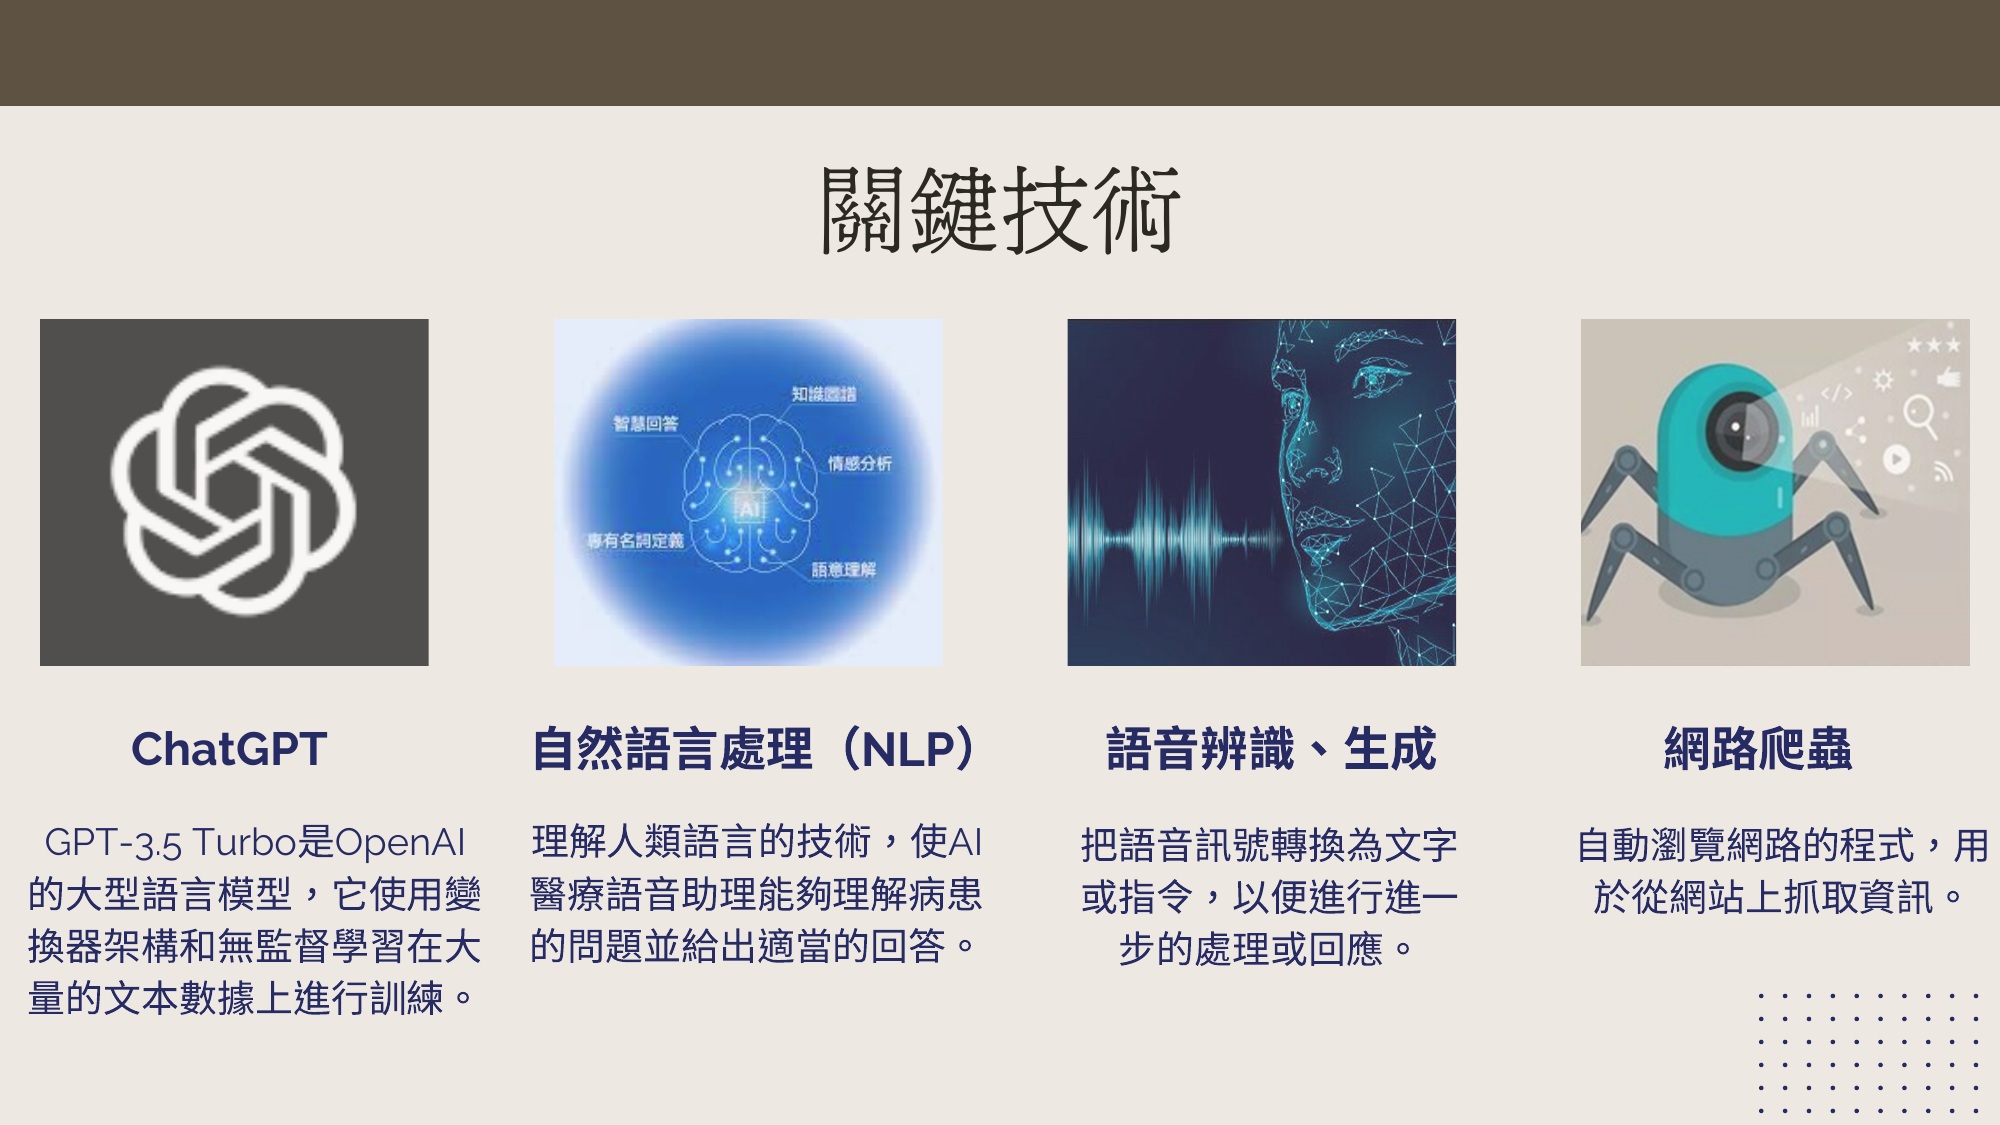 關鍵技術
知識圖譜
智慧回答
情感分析
AI
專有名詞定義
語意理解
</>
ChatGPT
GPT-3.5 Turbo是OpenAI
的大型語言模型，它使用變
換器架構和無監督學習在大
量的文本數據上進行訓練。
自然語言處理（NLP）
理解人類語言的技術，使AI
醫療語音助理能夠理解病患
的問題並給出適當的回答。
語音辨識、生成
把語音訊號轉換為文字
或指令，以便進行進一
步的處理或回應。
網路爬蟲
自動瀏覽網路的程式，用
於從網站上抓取資訊。